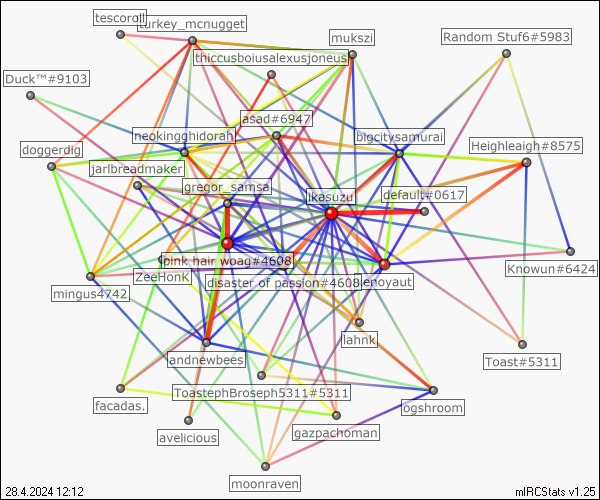 tescoroll
turkey_mcnugget
mukszi
Random Stuf6#5983
thiccusboiusalexusjoneus
Duck™#9103
asad#6947
neokingghidorah
bigcitysamurai
doggerdig
Heighleigh#8575
jarlbreadmaker
gregor_samsa
ikasuzu
default#0617
pink hair woag#4608
Knowun#6424
ZeeHonk
disaster of passion#4608
enoyaut
mingus4742
lahnk
landnewbees
Toast#5311
ToastephBroseph5311#5311
facadas.
ogshroom
gazpachoman
avelicious
moonraven
28.4.2024 12:12
mIRCStats v1.25